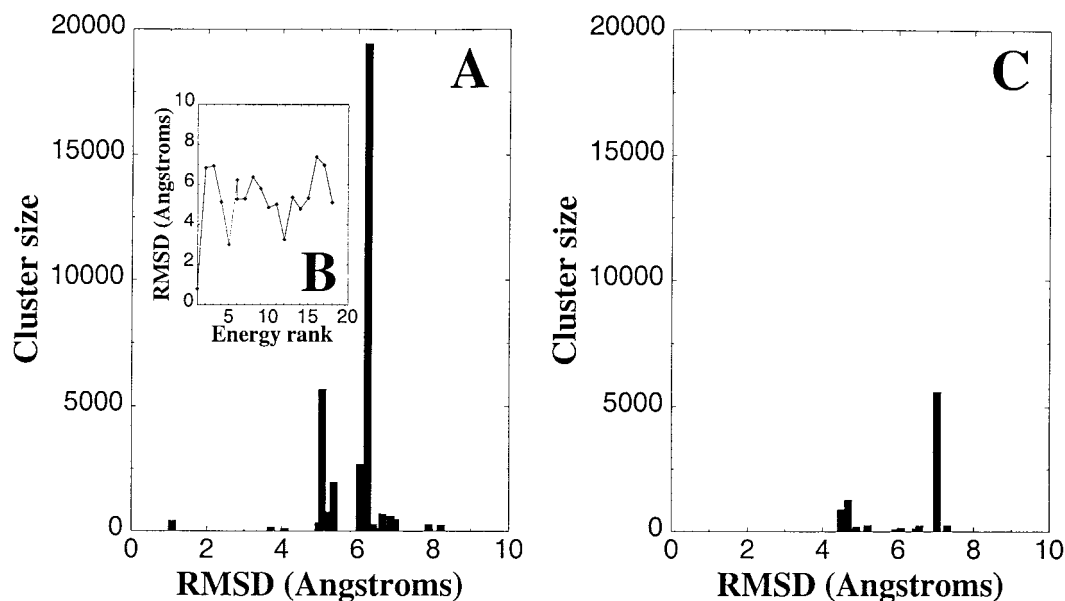 A
20000
15000
10000
5000
0
Cluster size
0 2 4 6 8 10
RMSD (Angstroms)
B
10
8
6
4
2
0
RMSD (Angstroms)
5 10 15 20
Energy rank
C
20000
15000
10000
5000
0
Cluster size
0 2 4 6 8 10
RMSD (Angstroms)